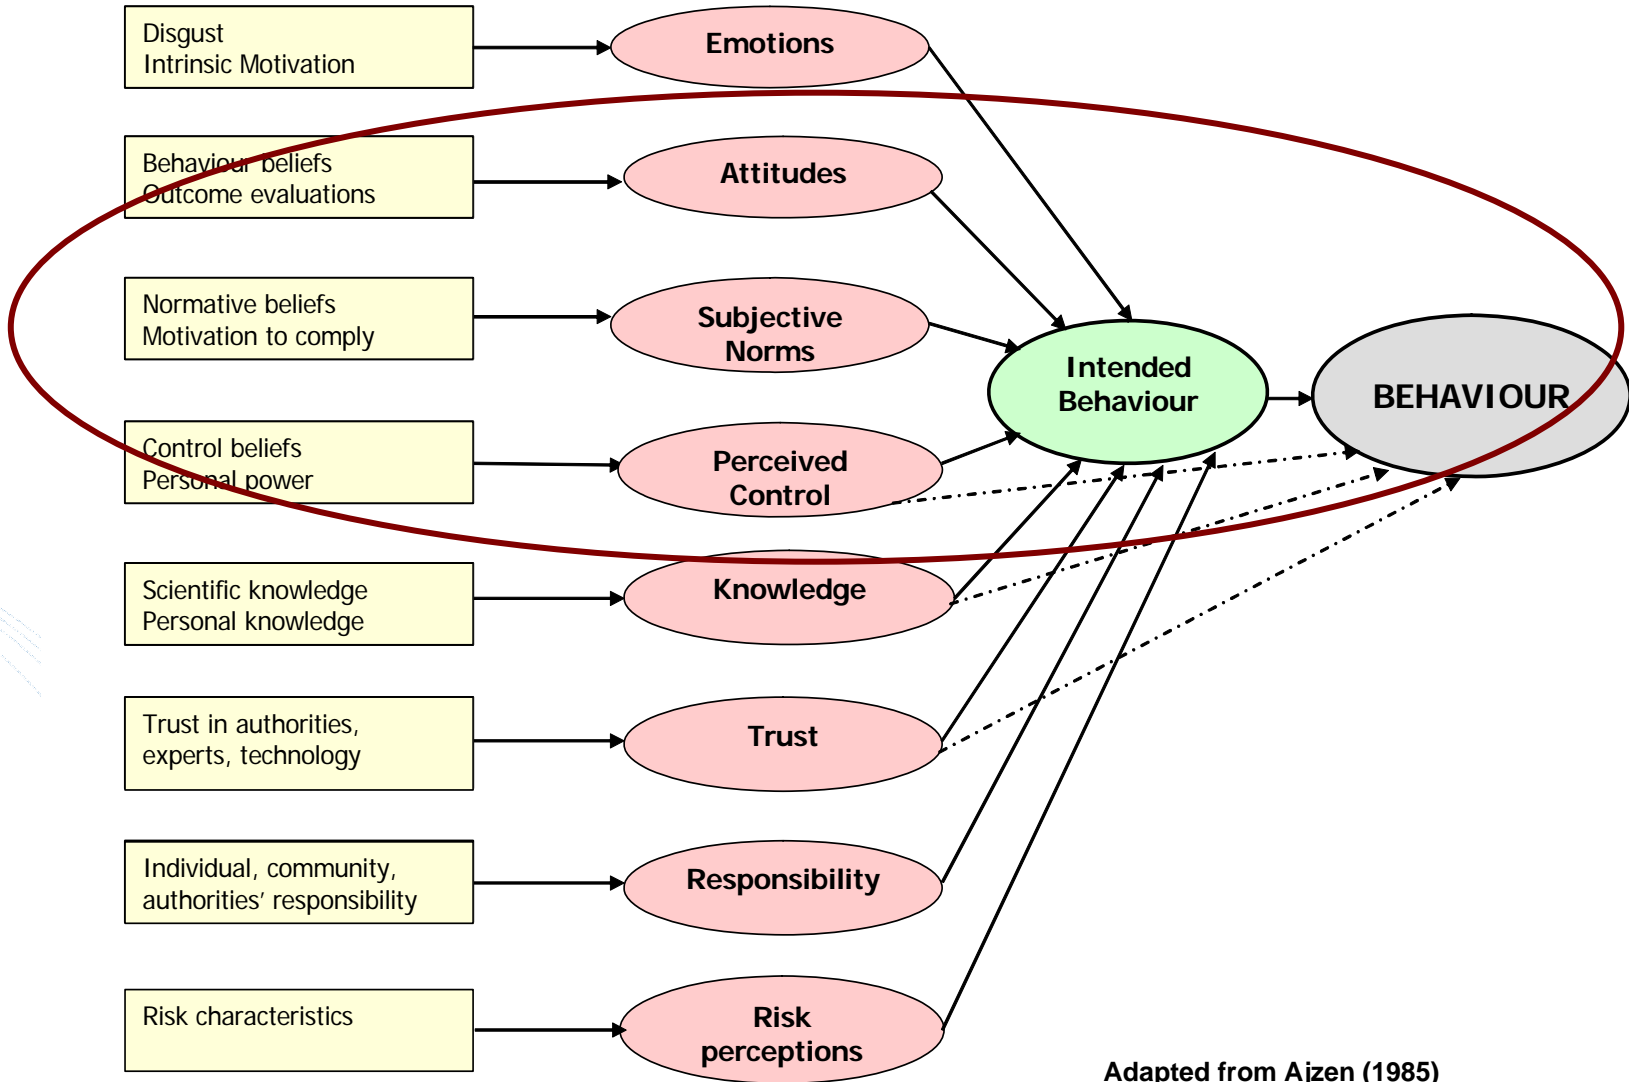 Disgust
Intrinsic Motivation
Emotions
Behaviour beliefs
Outcome evaluations
Attitudes
Normative beliefs
Motivation to comply
Subjective
Norms
Intended
Behaviour
BEHAVIOUR
Control beliefs
Personal power
Perceived
Control
Scientific knowledge
Personal knowledge
Knowledge
Trust in authorities,
experts, technology
Trust
Individual, community,
authorities’ responsibility
Responsibility
Risk characteristics
Risk
perceptions
Adapted from Ajzen (1985)